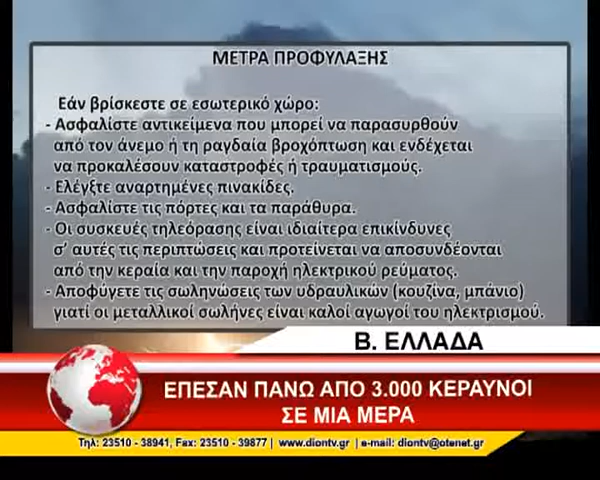 ΜΕΤΡΑ ΠΡΟΦΥΛΑΞΗΣ
Εάν βρίσκεστε σε εσωτερικό χώρο:
- Ασφαλίστε αντικείμενα που μπορεί να παρασυρθούν
από τον άνεμο ή τη ραγδαία βροχόπτωση και ενδέχεται
να προκαλέσουν καταστροφές ή τραυματισμούς.
- Ελέγξτε αναρτημένες πινακίδες.
- Ασφαλίστε τις πόρτες και τα παράθυρα.
- Οι συσκευές τηλεόρασης είναι ιδιαίτερα επικίνδυνες
σ’ αυτές τις περιπτώσεις και προτείνεται να αποσυνδέονται
από την κεραία και την παροχή ηλεκτρικού ρεύματος.
- Αποφύγετε τις σωληνώσεις των υδραυλικών (κουζίνα, μπάνιο)
γιατί οι μεταλλικοί σωλήνες είναι καλοί αγωγοί του ηλεκτρισμού.
Β. ΕΛΛΑΔΑ
ΕΠΕΣΑΝ ΠΑΝΩ ΑΠΟ 3.000 ΚΕΡΑΥΝΟΙ
ΣΕ ΜΙΑ ΜΕΡΑ
Τηλ: 23510 - 38941, Fax: 23510 - 39877 | www.diontv.gr | e-mail: diontv@otenet.gr